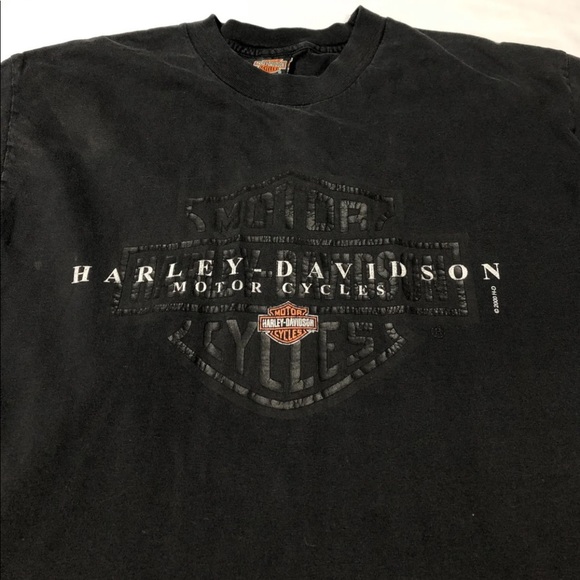 MOTOR
HARLEY-DAVIDSON
HARLEY-DAVIDSON
MOTOR CYCLES
© 2000 H-D
MOTOR
HARLEY-DAVIDSON
CYCLES
CYCLES